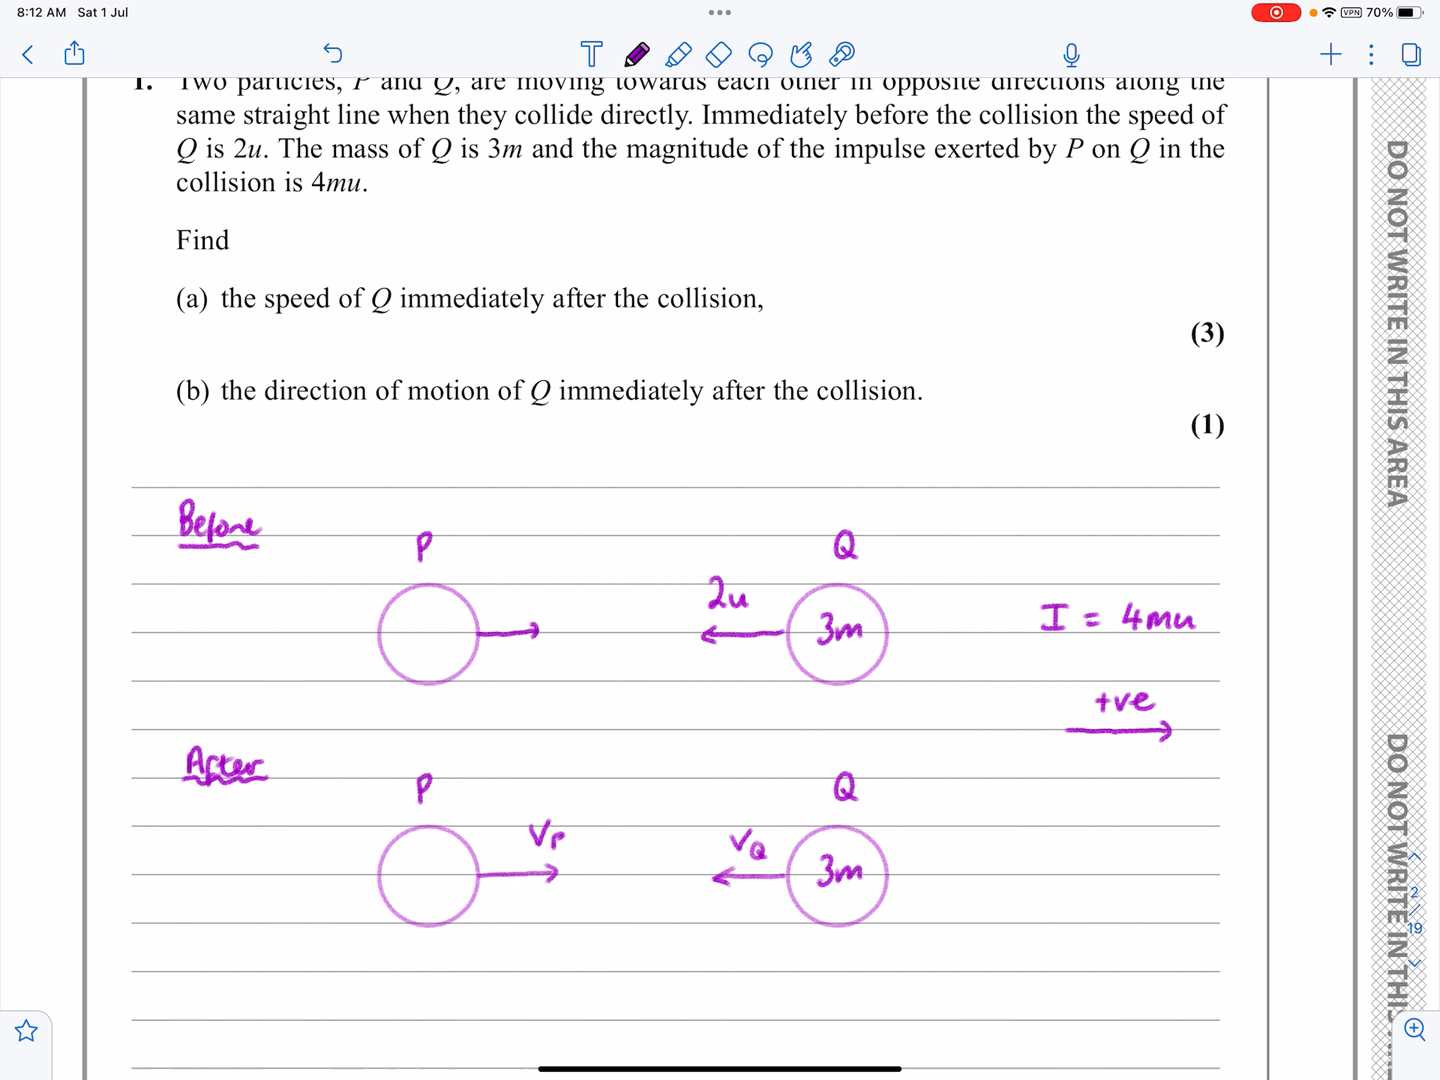 8:12 AM Sat 1 Jul
VPN 70%
1. Two particles, P and Q, are moving towards each other in opposite directions along the
same straight line when they collide directly. Immediately before the collision the speed of
Q is 2u. The mass of Q is 3m and the magnitude of the impulse exerted by P on Q in the
collision is 4mu.
Find
(a) the speed of Q immediately after the collision,
(3)
(b) the direction of motion of Q immediately after the collision.
(1)
Before
P
Q
2u
3m
I = 4mu
+ve
After
P
Q
VP
VQ
3m
DO NOT WRITE IN THIS AREA
DO NOT WRITE IN THIS
2
/
19